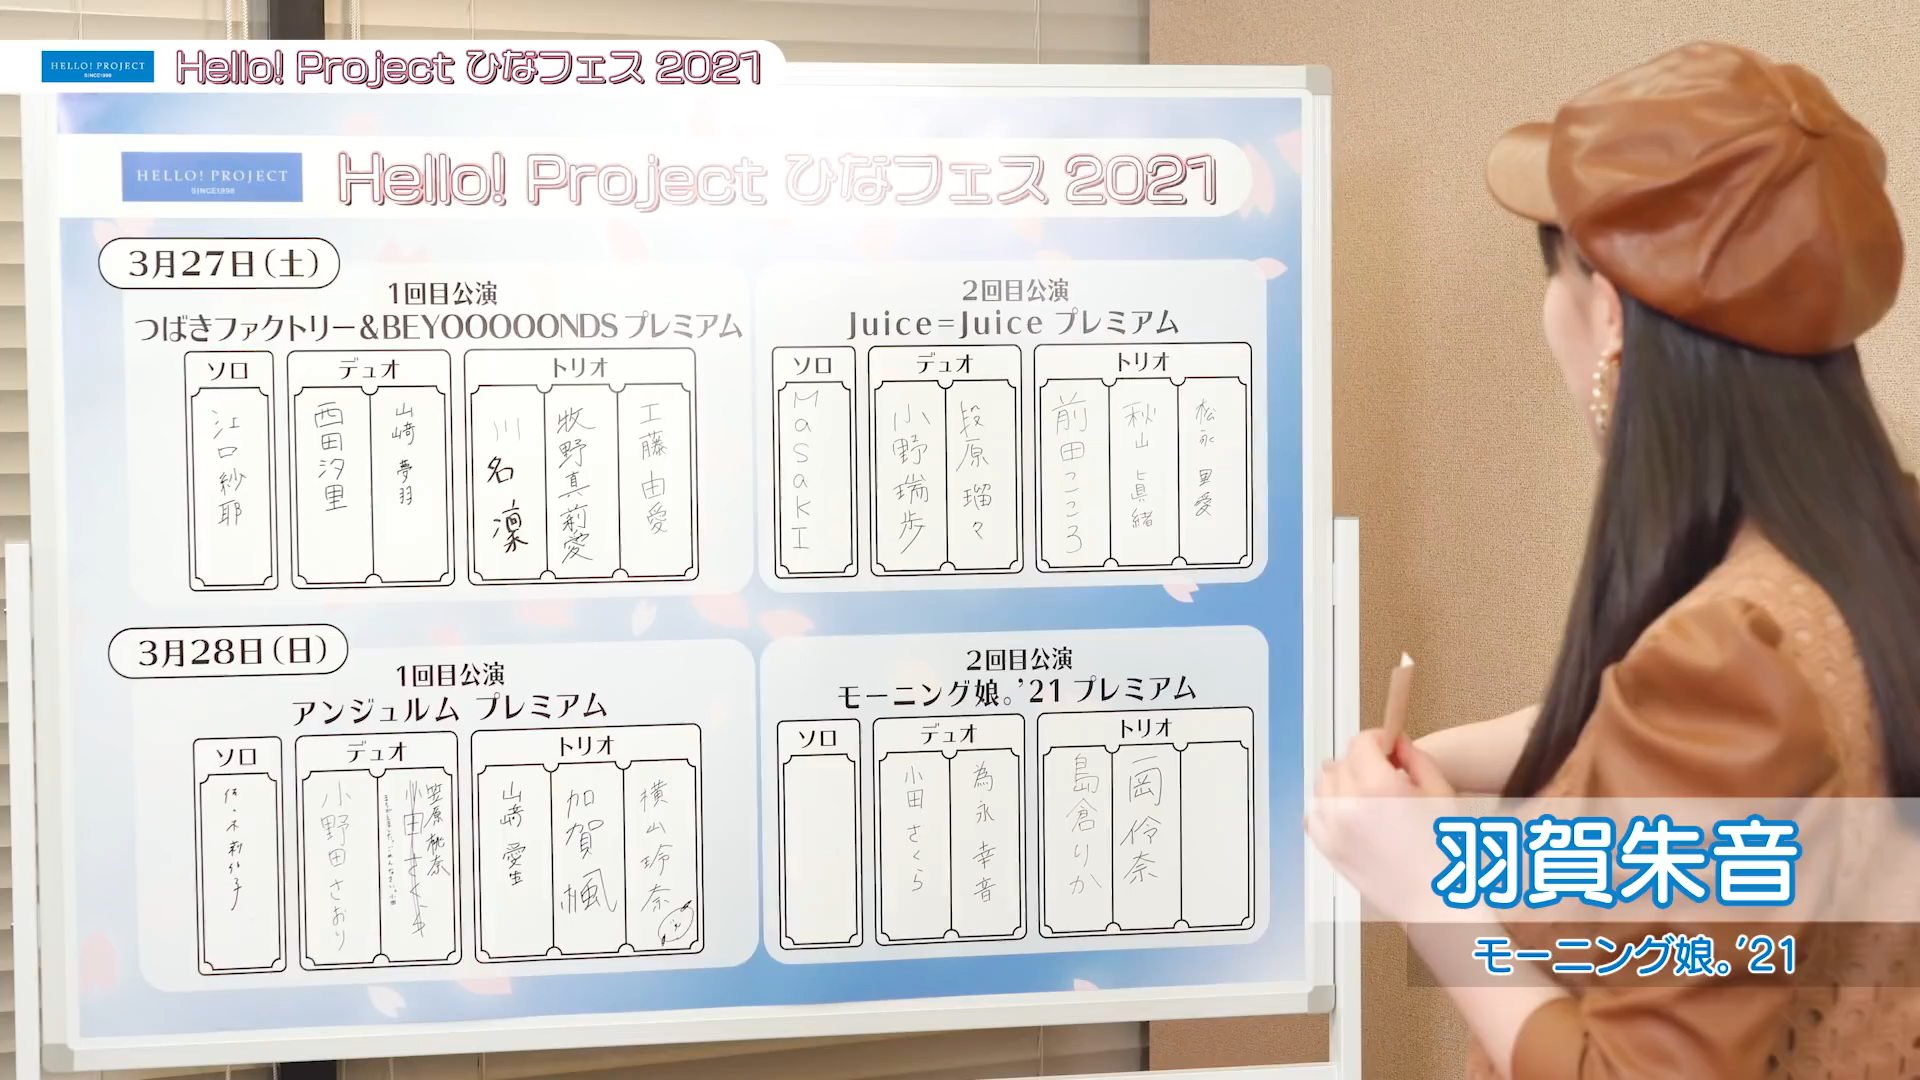 HELLO! PROJECT
SINCE1998
Hello! Project ひなフェス 2021
HELLO! PROJECT
SINCE1998
Hello! Project ひなフェス 2021
3月27日(土)
1回目公演
つばきファクトリー&BEYOOOOONDS プレミアム
ソロ
江口紗耶
デュオ
西田汐里
山﨑夢羽
トリオ
川名凜
牧野真莉愛
工藤由愛
2回目公演
Juice=Juice プレミアム
ソロ
MasakI
デュオ
小野瑞歩
段原瑠々
トリオ
前田こころ
秋山眞緒
松永里愛
3月28日(日)
1回目公演
アンジュルム プレミアム
ソロ
佐々木莉佳子
デュオ
小野田さおり
小田さくら
笠原桃奈
トリオ
山﨑愛生
加賀楓
横山玲奈
2回目公演
モーニング娘。'21 プレミアム
ソロ
デュオ
小田さくら
為永幸音
トリオ
島倉りか
岡伶奈
羽賀朱音
モーニング娘。'21